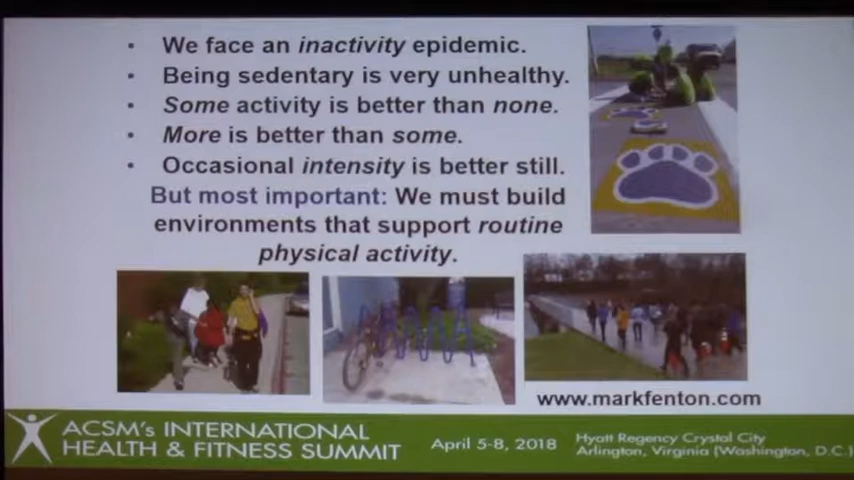 • We face an inactivity epidemic.
• Being sedentary is very unhealthy.
• Some activity is better than none.
• More is better than some.
• Occasional intensity is better still.
But most important: We must build
environments that support routine
physical activity.
www.markfenton.com
ACSM's INTERNATIONAL
HEALTH & FITNESS SUMMIT
April 5-8, 2018
Hyatt Regency Crystal City
Arlington, Virginia (Washington, D.C.)